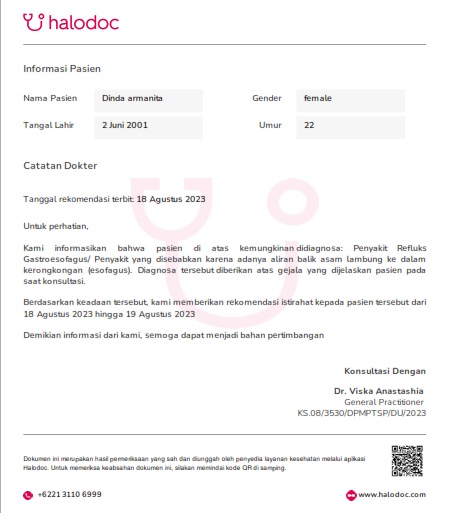 halodoc
Informasi Pasien
Nama Pasien Dinda armanita Gender female
Tangal Lahir 2 Juni 2001 Umur 22
Catatan Dokter
Tanggal rekomendasi terbit: 18 Agustus 2023
Untuk perhatian,
Kami informasikan bahwa pasien di atas kemungkinan didiagnosa: Penyakit Refluks
Gastroesofagus/ Penyakit yang disebabkan karena adanya aliran balik asam lambung ke dalam
kerongkongan (esofagus). Diagnosa tersebut diberikan atas gejala yang dijelaskan pasien pada
saat konsultasi.
Berdasarkan keadaan tersebut, kami memberikan rekomendasi istirahat kepada pasien tersebut dari
18 Agustus 2023 hingga 19 Agustus 2023
Demikian informasi dari kami, semoga dapat menjadi bahan pertimbangan
Konsultasi Dengan
Dr. Viska Anastashia
General Practitioner
KS.08/3530/DPMPTSP/DU/2023
Dokumen ini merupakan hasil pemeriksaan yang sah dan diunggah oleh penyedia layanan kesehatan melalui aplikasi
Halodoc. Untuk memeriksa keabsahan dokumen ini, silakan memindai kode QR di samping.
+6221 3110 6999 www.halodoc.com